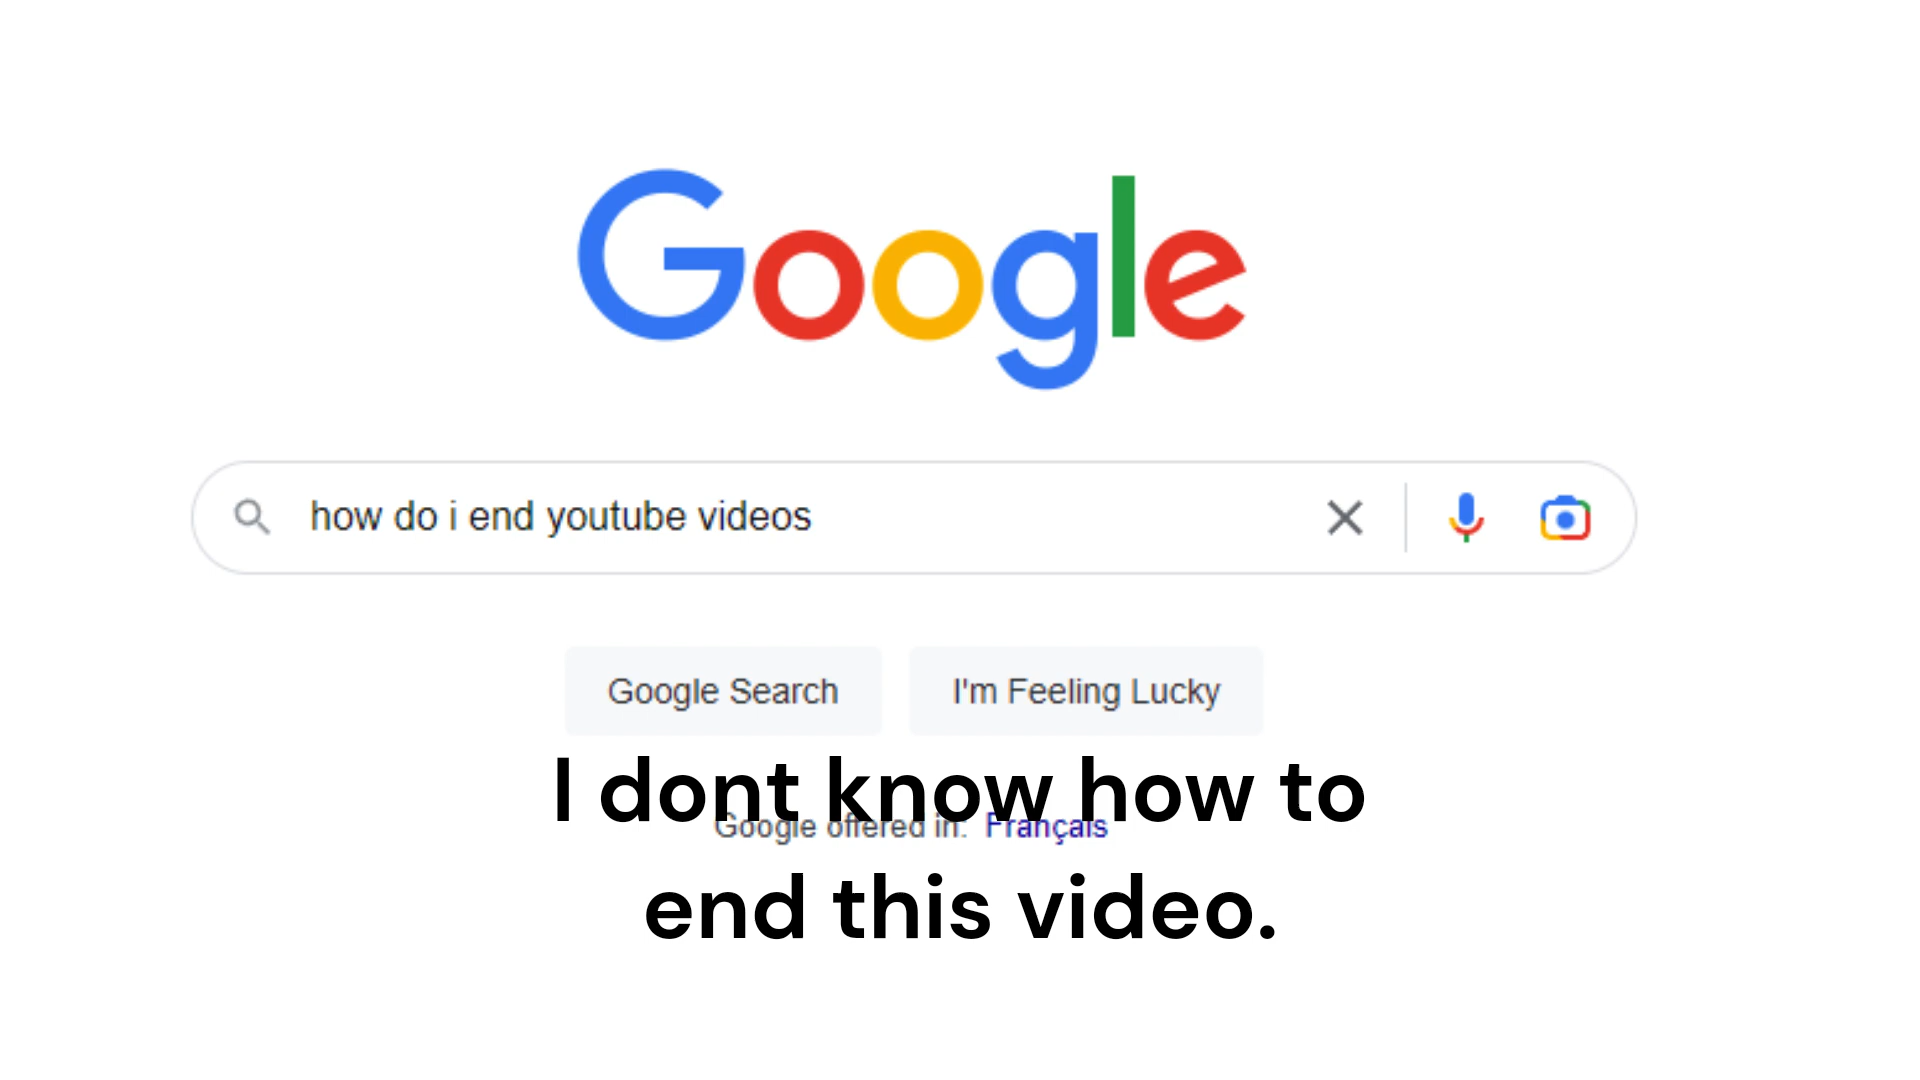 Google
how do i end youtube videos
Google Search
I'm Feeling Lucky
Google offered in: Français
I dont know how to
end this video.